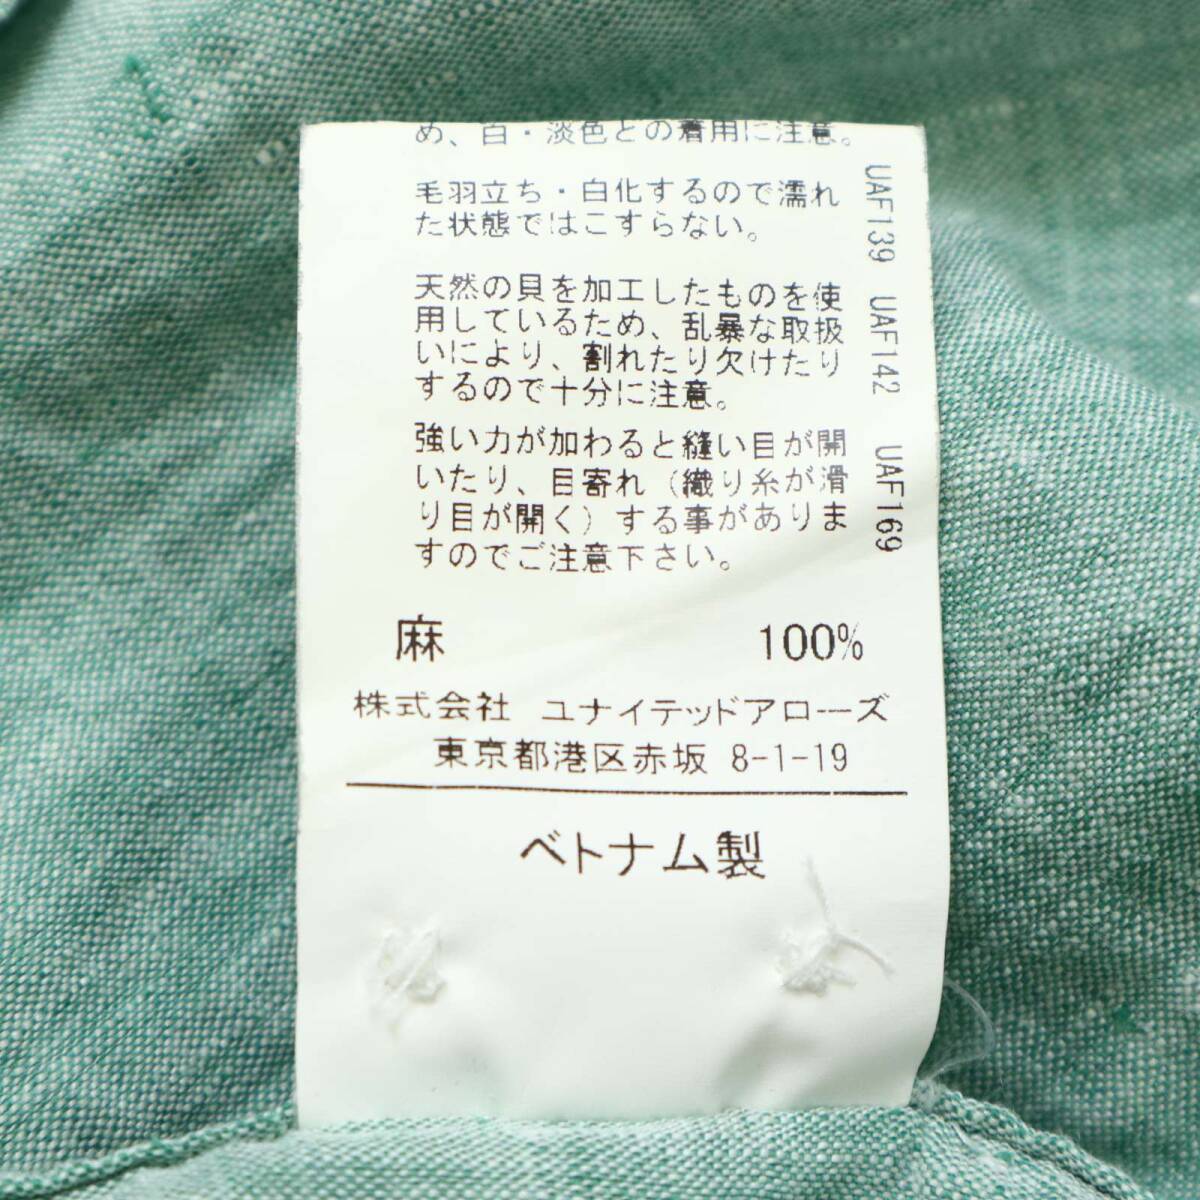 め、白・淡色との着用に注意。
毛羽立ち・白化するので濡れ
た状態ではこすらない。
天然の貝を加工したものを使
用しているため、乱暴な取扱
いにより、割れたり欠けたり
するので十分に注意。
強い力が加わると縫い目が開
いたり、目寄れ（織り糸が滑
り目が開く）する事がありま
すのでご注意下さい。
UAF139 UAF142 UAF169
麻 100%
株式会社 ユナイテッドアローズ
東京都港区赤坂 8-1-19
ベトナム製